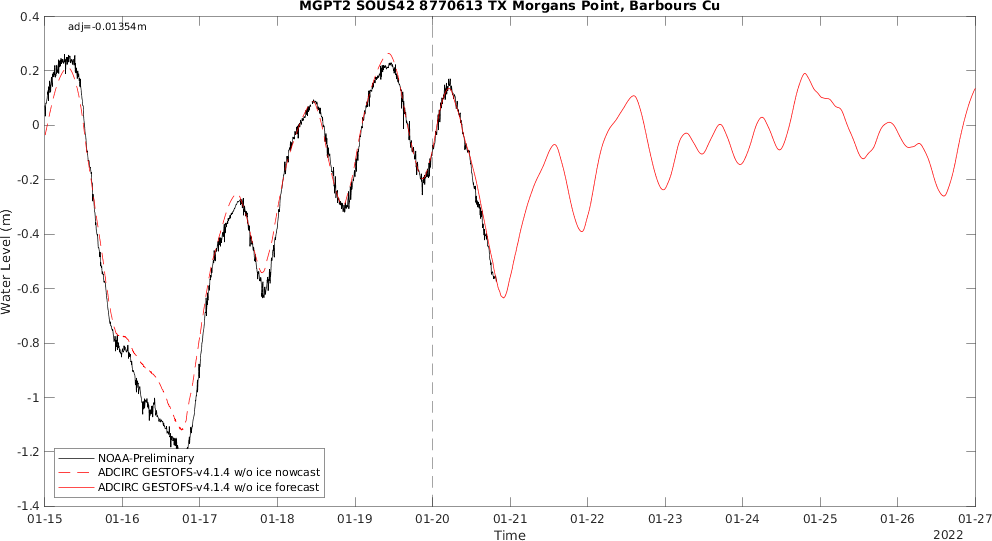 MGPT2 SOUS42 8770613 TX Morgans Point, Barbours Cu
adj=-0.01354m
0.4
0.2
0
-0.2
-0.4
-0.6
-0.8
-1
-1.2
-1.4
Water Level (m)
NOAA-Preliminary
ADCIRC GESTOFS-v4.1.4 w/o ice nowcast
ADCIRC GESTOFS-v4.1.4 w/o ice forecast
01-15 01-16 01-17 01-18 01-19 01-20 01-21 01-22 01-23 01-24 01-25 01-26 01-27
Time
2022